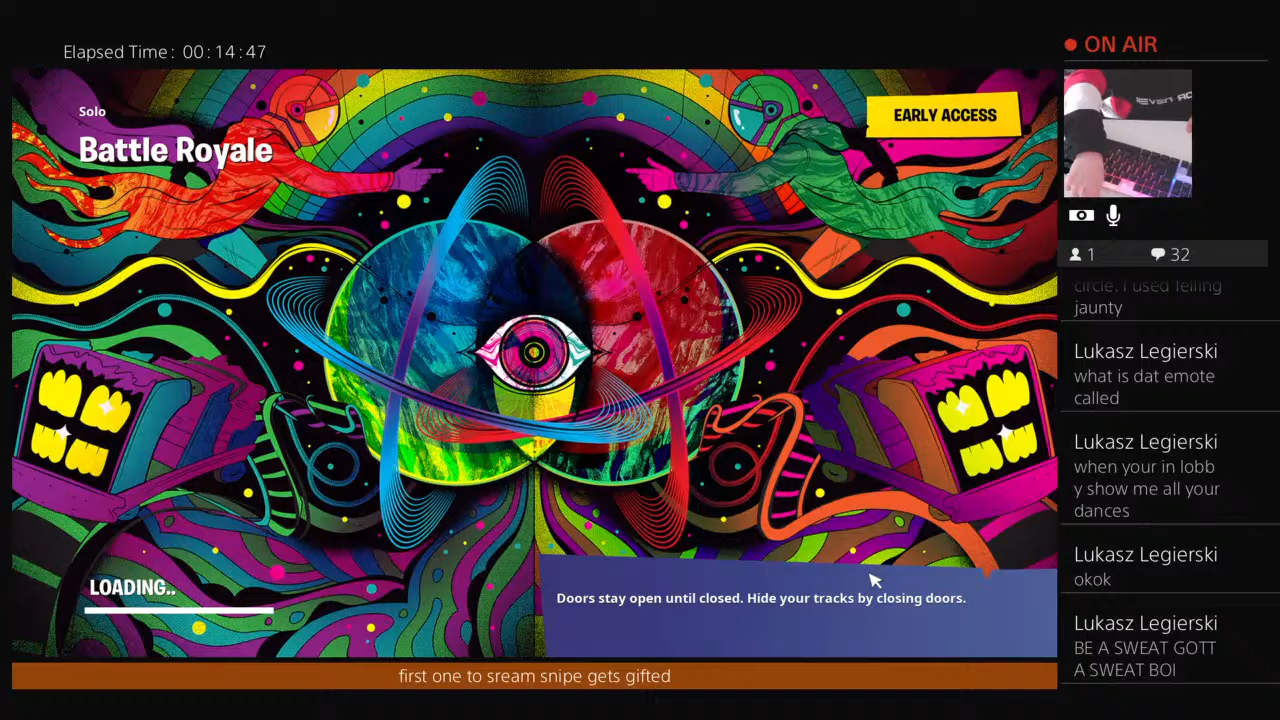 Elapsed Time: 00:14:47
ON AIR
Solo
Battle Royale
EARLY ACCESS
1
32
circle. I used felling
jaunty
Lukasz Legierski
what is dat emote
called
Lukasz Legierski
when your in lobb
y show me all your
dances
Lukasz Legierski
okok
Lukasz Legierski
BE A SWEAT GOTT
A SWEAT BOI
LOADING..
Doors stay open until closed. Hide your tracks by closing doors.
first one to sream snipe gets gifted